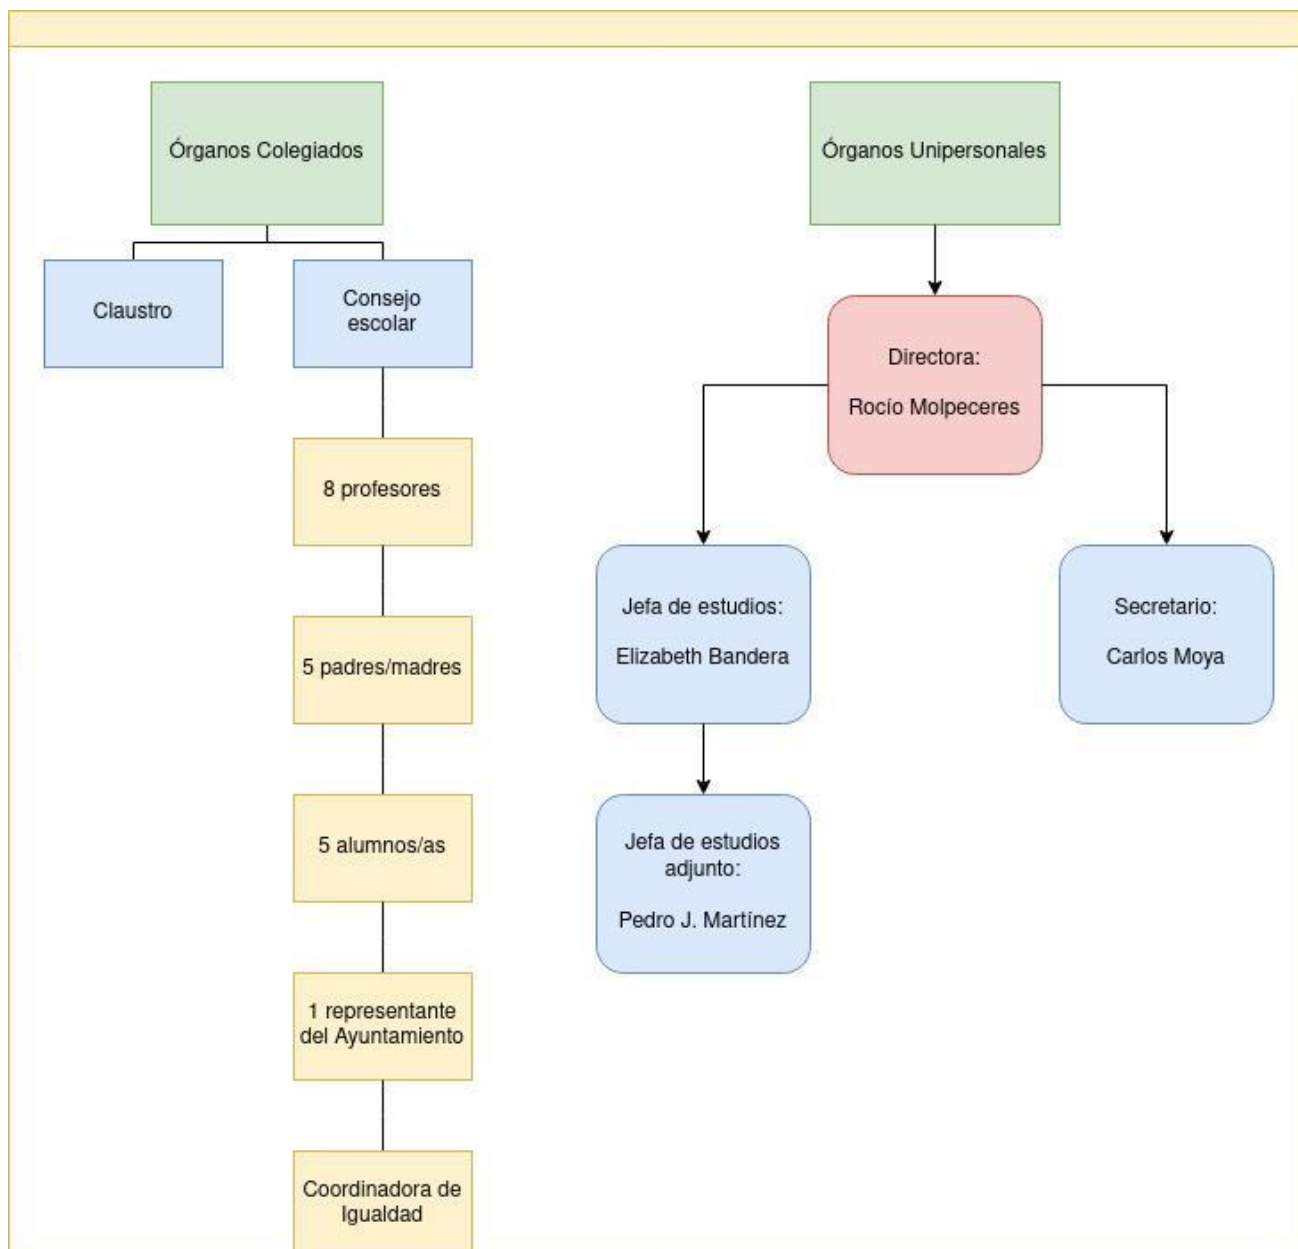 Órganos Colegiados
Claustro
Consejo
escolar
8 profesores
5 padres/madres
5 alumnos/as
1 representante
del Ayuntamiento
Coordinadora de
Igualdad
Órganos Unipersonales
Directora:
Rocío Molpeceres
Jefa de estudios:
Elizabeth Bandera
Secretario:
Carlos Moya
Jefa de estudios
adjunto:
Pedro J. Martínez